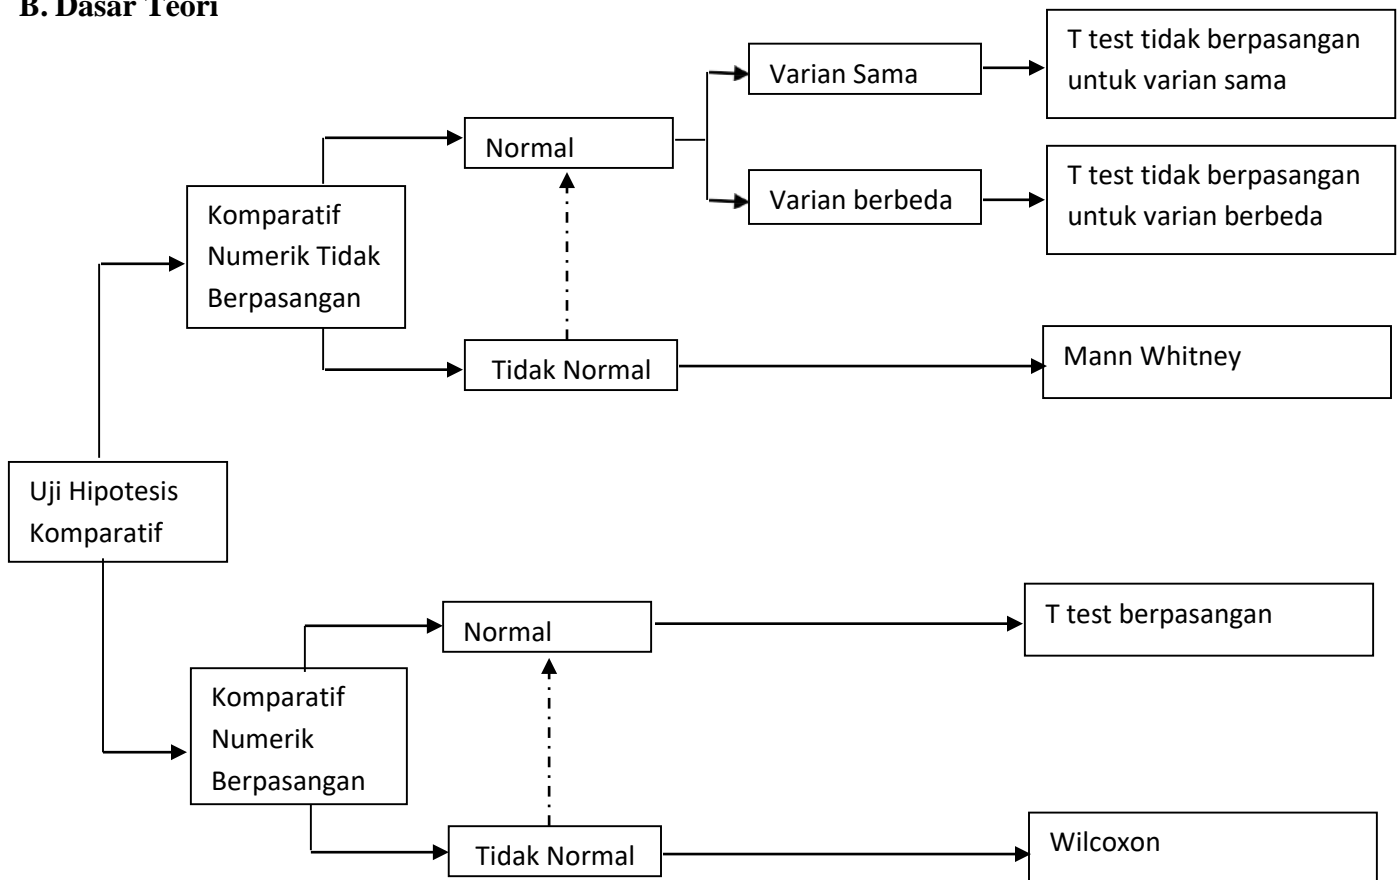 B. Dasar Teori
T test tidak berpasangan
untuk varian sama
Varian Sama
Normal
T test tidak berpasangan
untuk varian berbeda
Varian berbeda
Komparatif
Numerik Tidak
Berpasangan
Tidak Normal
Mann Whitney
Uji Hipotesis
Komparatif
Normal
T test berpasangan
Komparatif
Numerik
Berpasangan
Tidak Normal
Wilcoxon